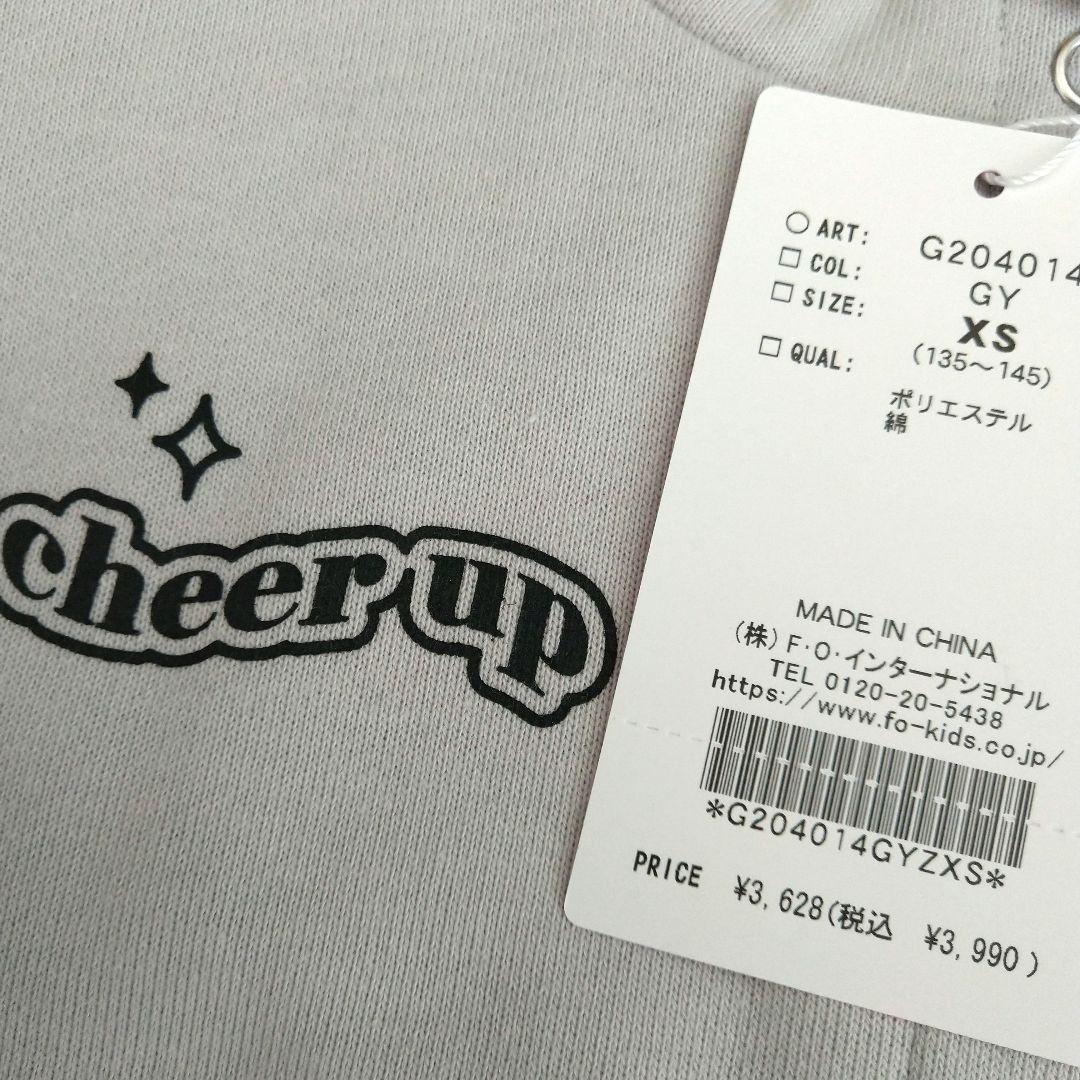 cheer up
○ ART: G204014
□ COL: GY
□ SIZE: XS
(135～145)
□ QUAL: ポリエステル
綿
MADE IN CHINA
(株) F・O・インターナショナル
TEL 0120-20-5438
https://www.fo-kids.co.jp/
*G204014GYZXS*
PRICE ¥3,628(税込 ¥3,990)